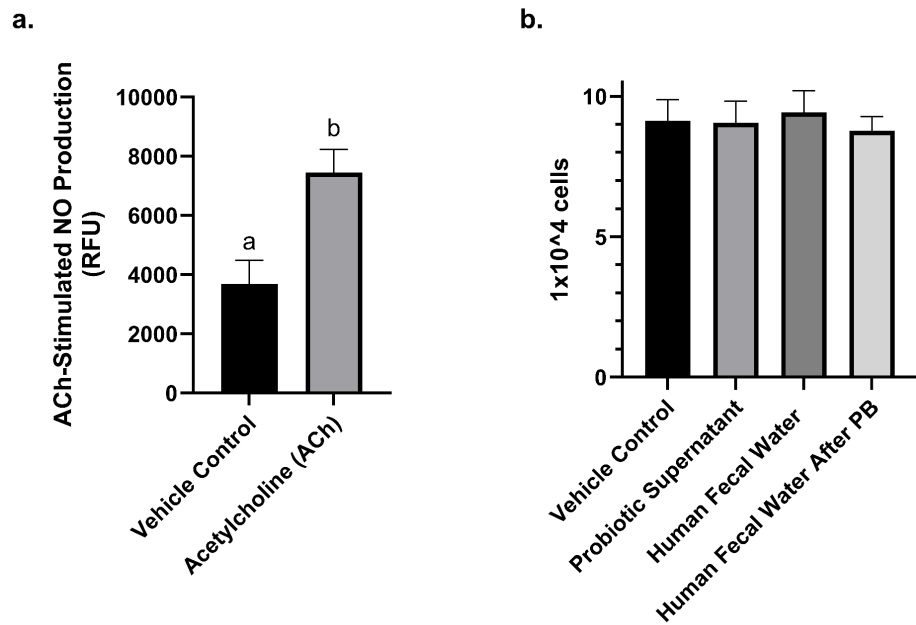 a.
ACh-Stimulated NO Production
(RFU)
10000
8000
6000
4000
2000
0
a
b
Vehicle Control
Acetylcholine (ACh)
b.
1x10^4 cells
10
5
0
Vehicle Control
Probiotic Supernatant
Human Fecal Water
Human Fecal Water After PB